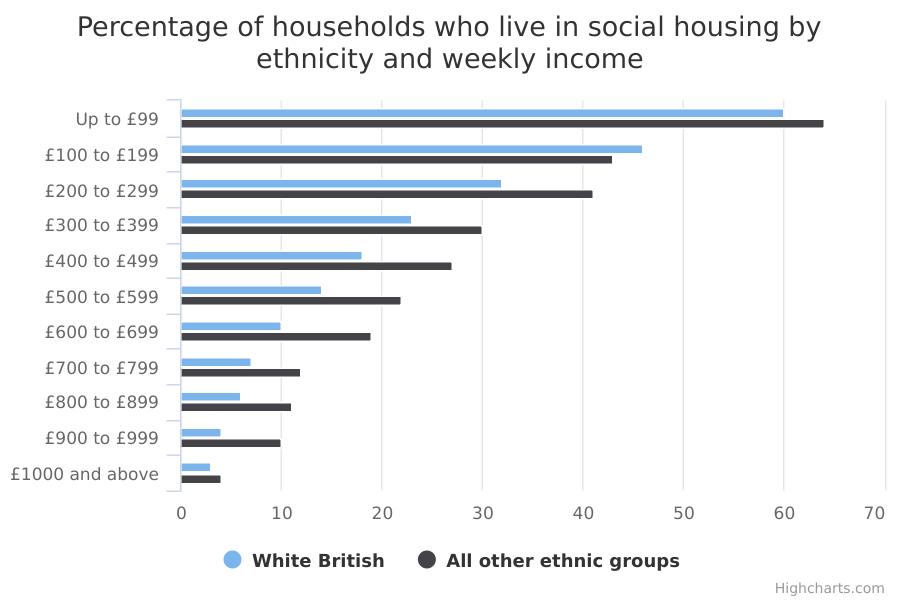 Percentage of households who live in social housing by
ethnicity and weekly income
Up to £99
£100 to £199
£200 to £299
£300 to £399
£400 to £499
£500 to £599
£600 to £699
£700 to £799
£800 to £899
£900 to £999
£1000 and above
0 10 20 30 40 50 60 70
White British All other ethnic groups
Highcharts.com